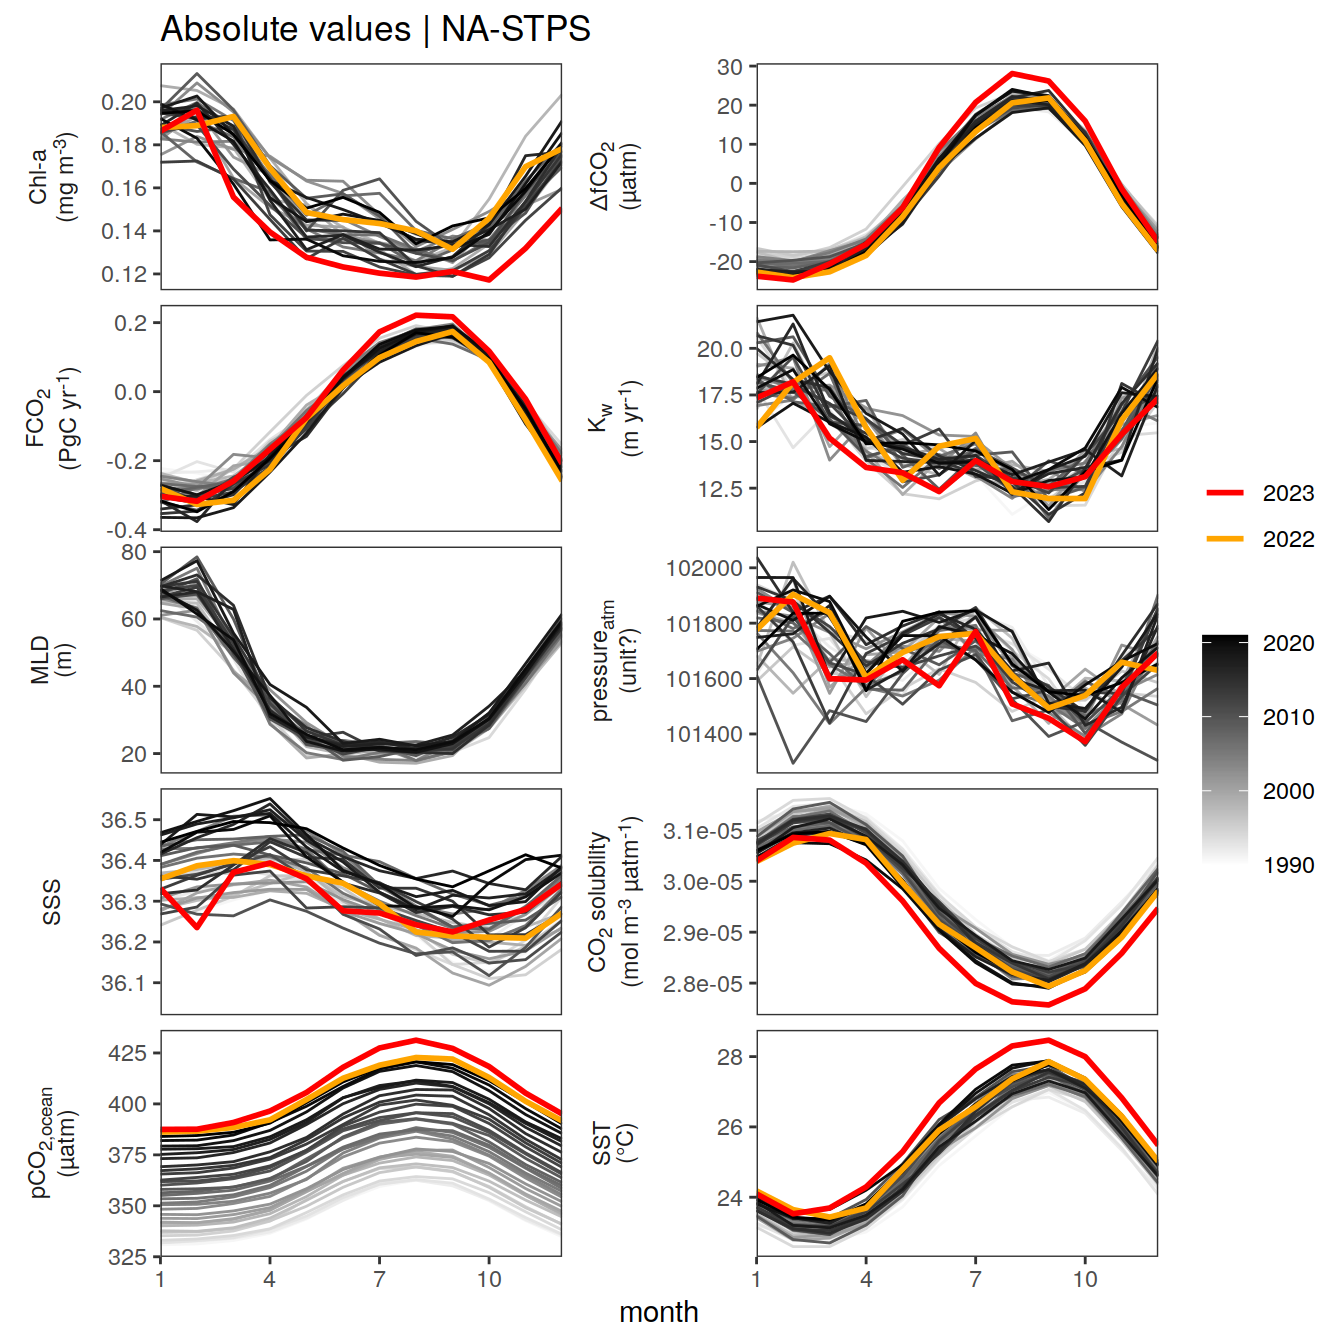 Absolute values | NA-STPS
Chl-a
(mg m-3)
0.20
0.18
0.16
0.14
0.12
ΔfCO2
(µatm)
30
20
10
0
-10
-20
FCO2
(PgC yr-1)
0.2
0.0
-0.2
-0.4
Kw
(m yr-1)
20.0
17.5
15.0
12.5
MLD
(m)
80
60
40
20
pressureatm
(unit?)
102000
101800
101600
101400
SSS
36.5
36.4
36.3
36.2
36.1
CO2 solubility
(mol m-3 µatm-1)
3.1e-05
3.0e-05
2.9e-05
2.8e-05
pCO2,ocean
(µatm)
425
400
375
350
325
1
4
7
10
SST
(°C)
28
26
24
1
4
7
10
month
2023
2022
2020
2010
2000
1990